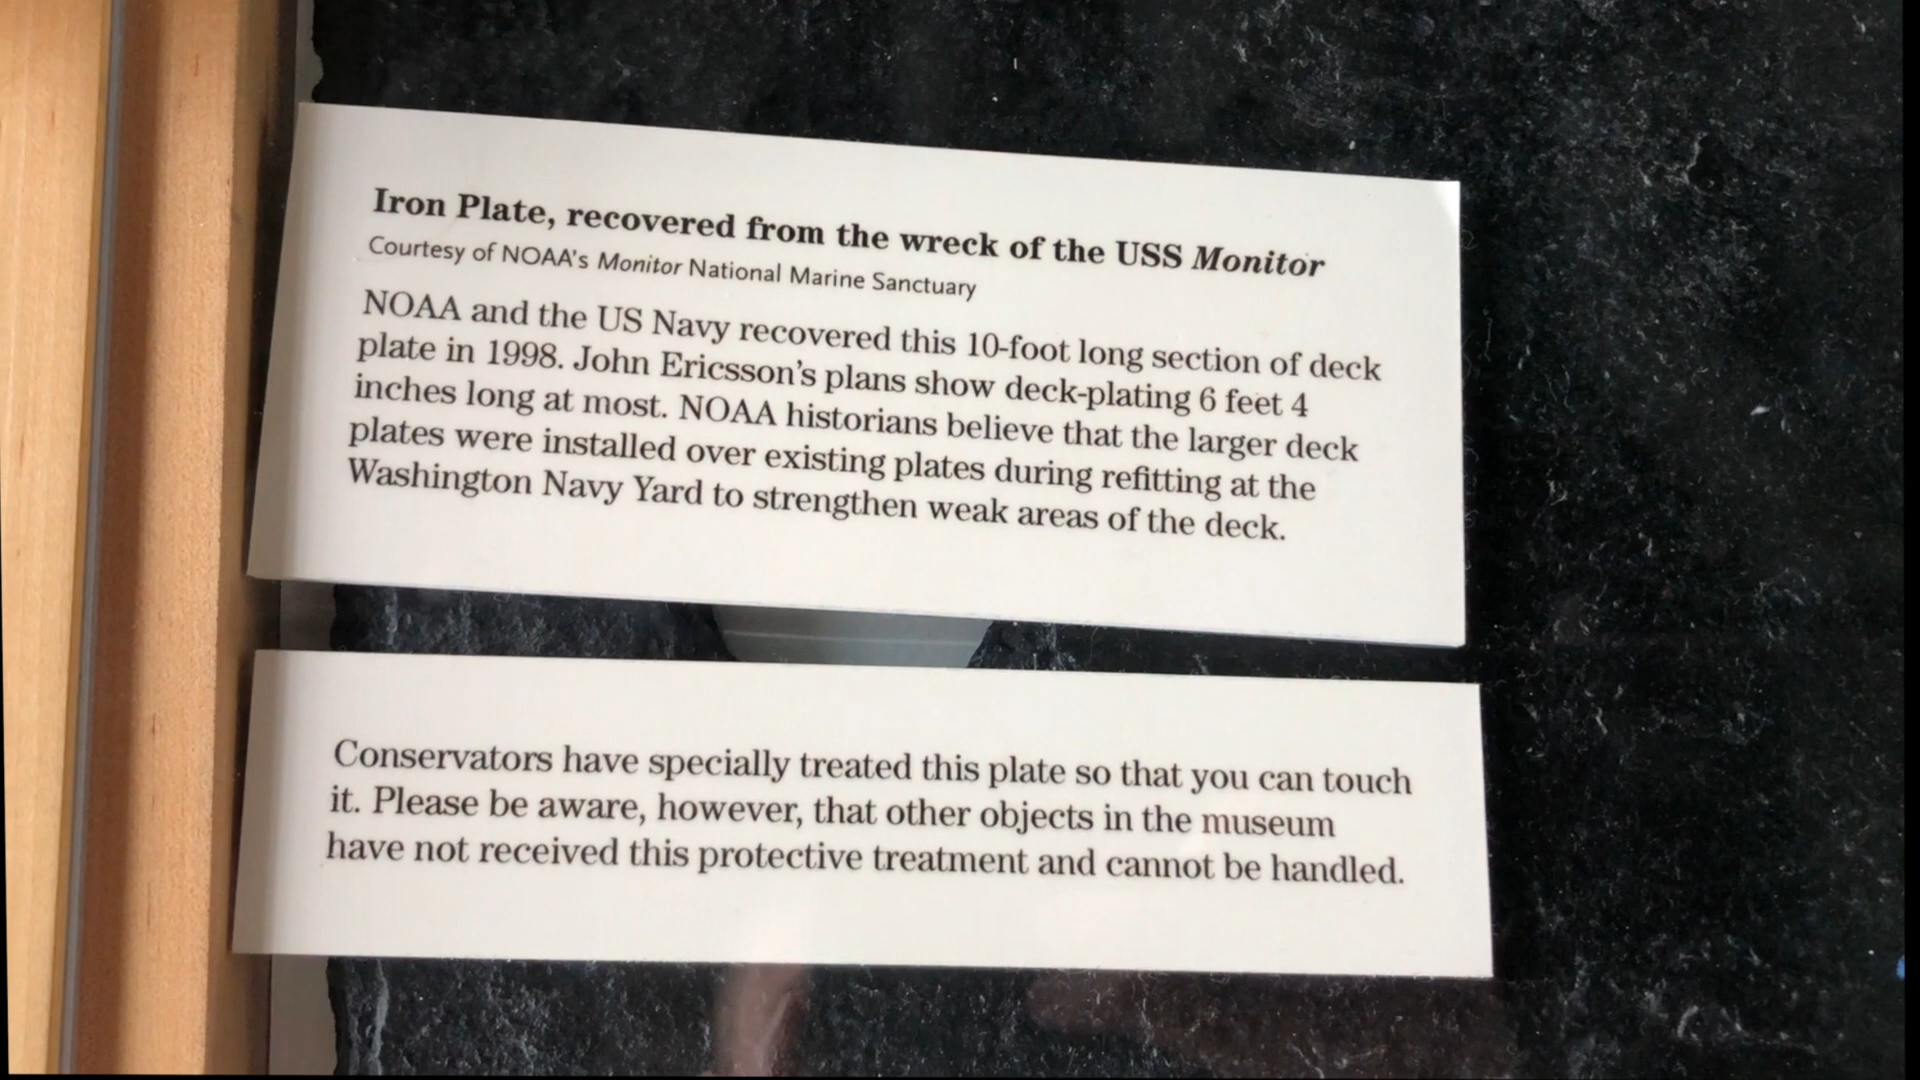 Iron Plate, recovered from the wreck of the USS Monitor
Courtesy of NOAA's Monitor National Marine Sanctuary
NOAA and the US Navy recovered this 10-foot long section of deck
plate in 1998. John Ericsson's plans show deck-plating 6 feet 4
inches long at most. NOAA historians believe that the larger deck
plates were installed over existing plates during refitting at the
Washington Navy Yard to strengthen weak areas of the deck.
Conservators have specially treated this plate so that you can touch
it. Please be aware, however, that other objects in the museum
have not received this protective treatment and cannot be handled.